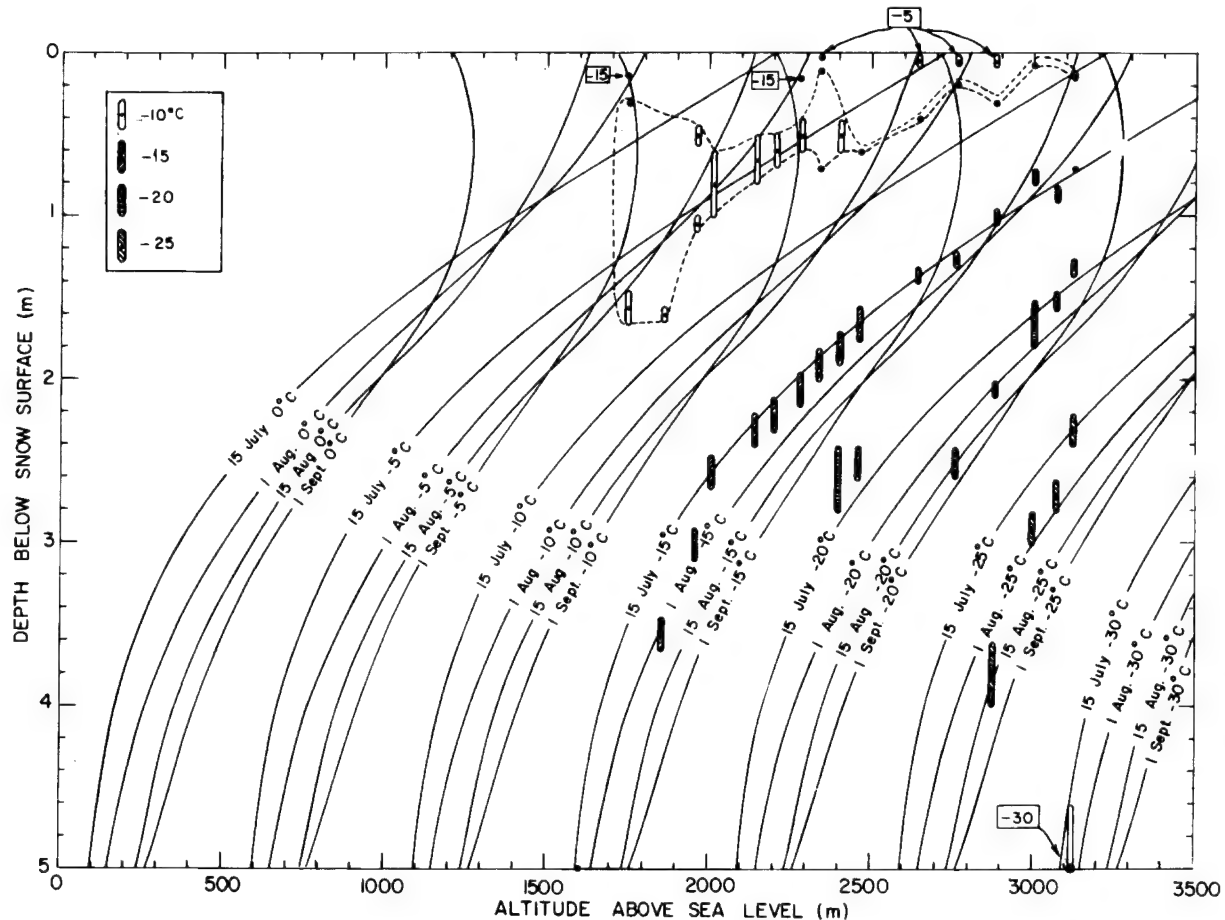 -5
-15
-15
-10°C
-15
-20
-25
0
1
2
3
4
5
DEPTH BELOW SNOW SURFACE (m)
15 July 0°C
1 Aug. 0°C
15 Aug 0°C
1 Sept. 0°C
15 July -5°C
1 Aug. -5°C
15 Aug. -5°C
1 Sept. -5°C
15 July -10°C
1 Aug. -10°C
15 Aug -10°C
1 Sept. -10°C
15 July -15°C
1 Aug -15°C
15 Aug. -15°C
1 Sept. -15°C
15 July -20°C
1 Aug. -20°C
15 Aug -20°C
1 Sept. -20°C
15 July -25°C
1 Aug. -25°C
15 Aug. -25°C
1 Sept. -25°C
15 July -30°C
1 Aug. -30°C
15 Aug. -30°C
1 Sept. -30°C
-30
0 500 1000 1500 2000 2500 3000 3500
ALTITUDE ABOVE SEA LEVEL (m)